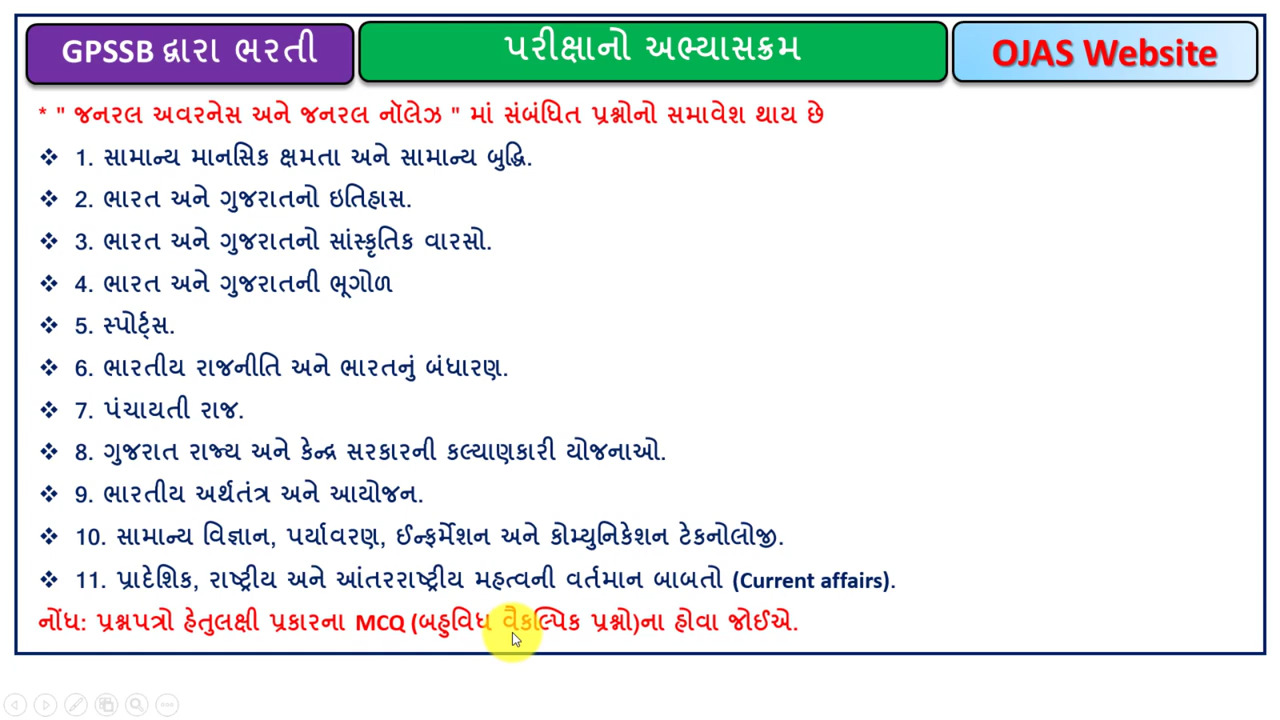 GPSSB દ્વારા ભરતી
પરીક્ષાનો અભ્યાસક્રમ
OJAS Website
* " જનરલ અવરનેસ અને જનરલ નૉલેઝ " માં સંબંધિત પ્રશ્નોનો સમાવેશ થાય છે
❖ 1. સામાન્ય માનસિક ક્ષમતા અને સામાન્ય બુદ્ધિ.
❖ 2. ભારત અને ગુજરાતનો ઇતિહાસ.
❖ 3. ભારત અને ગુજરાતનો સાંસ્કૃતિક વારસો.
❖ 4. ભારત અને ગુજરાતની ભૂગોળ
❖ 5. સ્પોર્ટ્સ.
❖ 6. ભારતીય રાજનીતિ અને ભારતનું બંધારણ.
❖ 7. પંચાયતી રાજ.
❖ 8. ગુજરાત રાજ્ય અને કેન્દ્ર સરકારની કલ્યાણકારી યોજનાઓ.
❖ 9. ભારતીય અર્થતંત્ર અને આયોજન.
❖ 10. સામાન્ય વિજ્ઞાન, પર્યાવરણ, ઈન્ફર્મેશન અને કોમ્યુનિકેશન ટેકનોલોજી.
❖ 11. પ્રાદેશિક, રાષ્ટ્રીય અને આંતરરાષ્ટ્રીય મહત્વની વર્તમાન બાબતો (Current affairs).
નોંધ: પ્રશ્નપત્રો હેતુલક્ષી પ્રકારના MCQ (બહુવિધ વૈકલ્પિક પ્રશ્નો)ના હોવા જોઈએ.